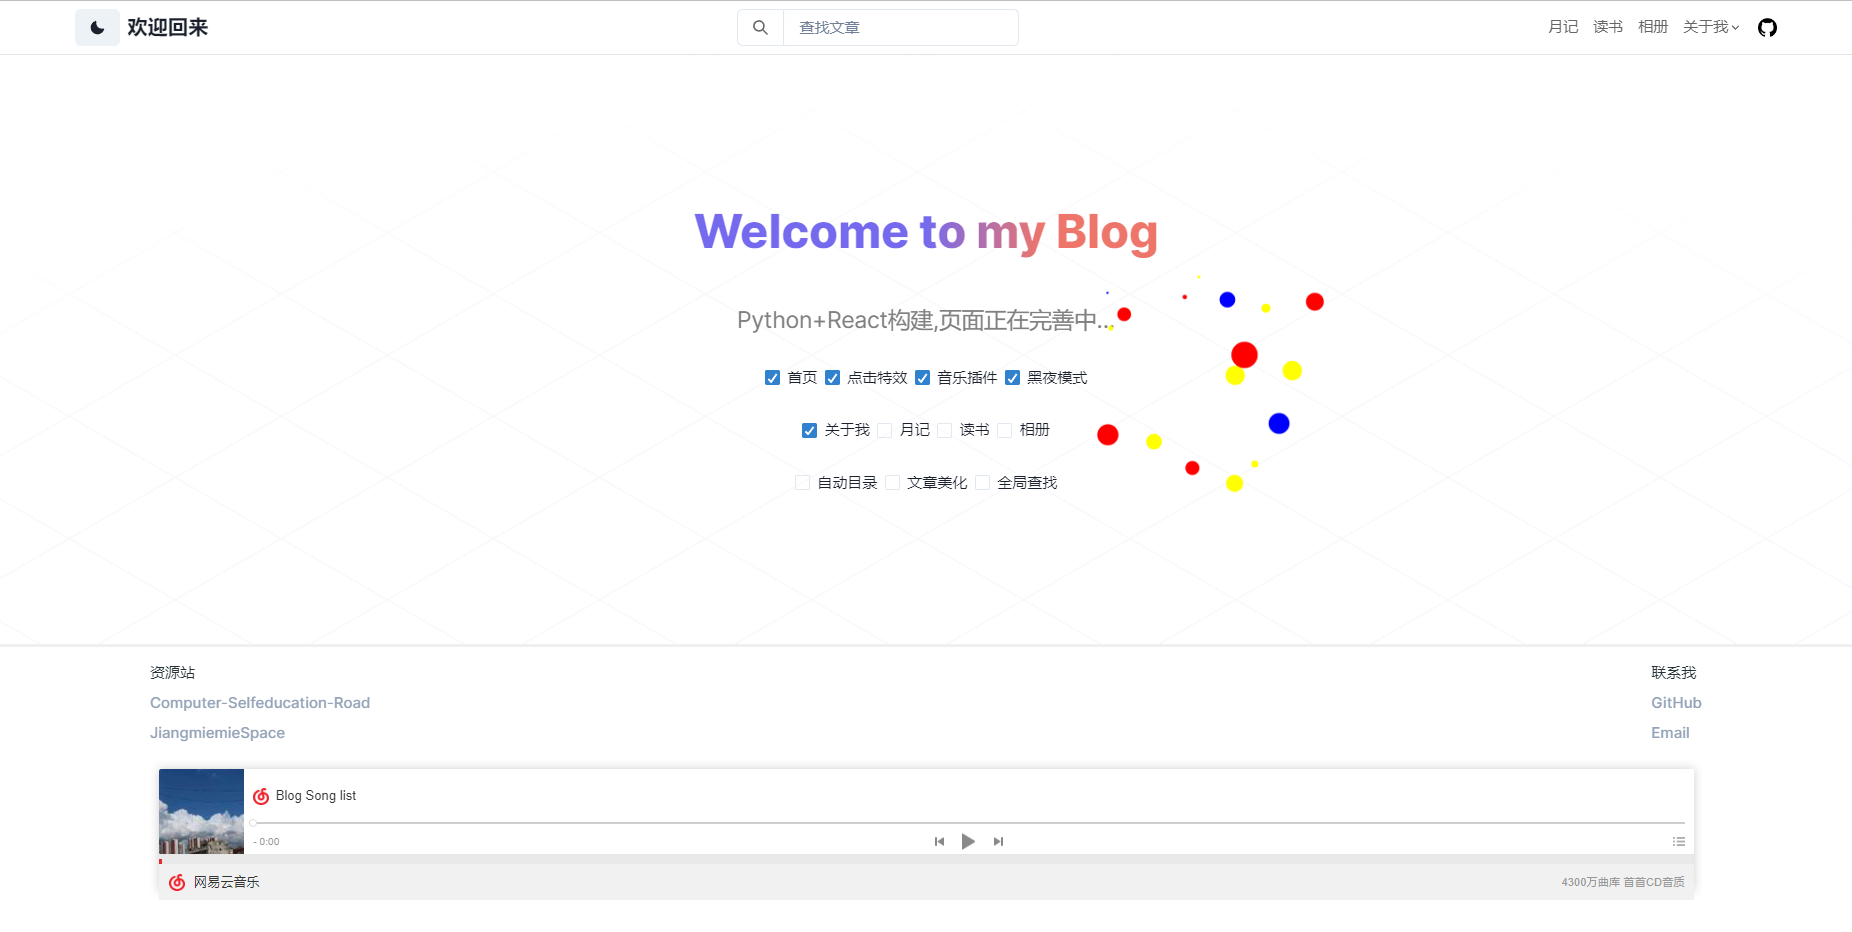 欢迎回来
查找文章
月记 读书 相册 关于我
Welcome to my Blog
Python+React构建,页面正在完善中...
首页 点击特效 音乐插件 黑夜模式
关于我 月记 读书 相册
自动目录 文章美化 全局查找
资源站
Computer-Selfeducation-Road
JiangmiemieSpace
联系我
GitHub
Email
Blog Song list
- 0:00
网易云音乐
4300万曲库 首首CD音质